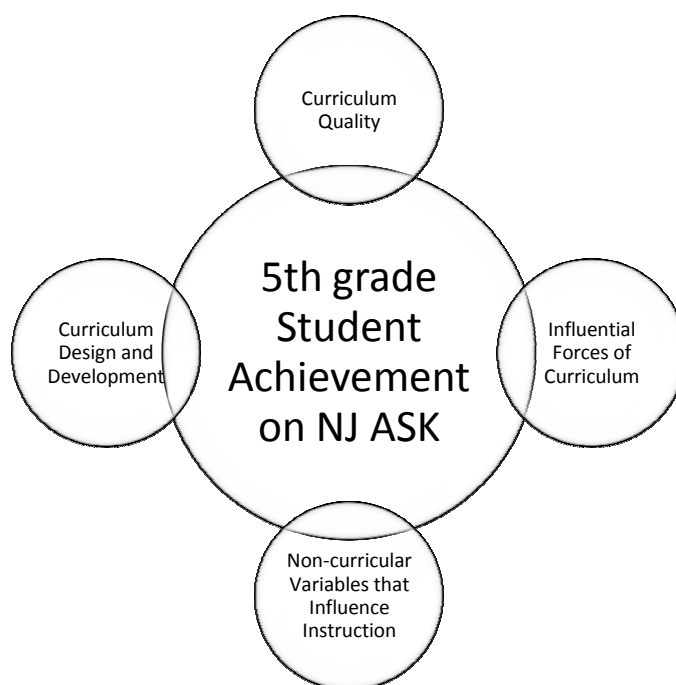 Curriculum
Quality
5th grade
Student
Achievement
on NJ ASK
Curriculum
Design and
Development
Influential
Forces of
Curriculum
Non-curricular
Variables that
Influence
Instruction